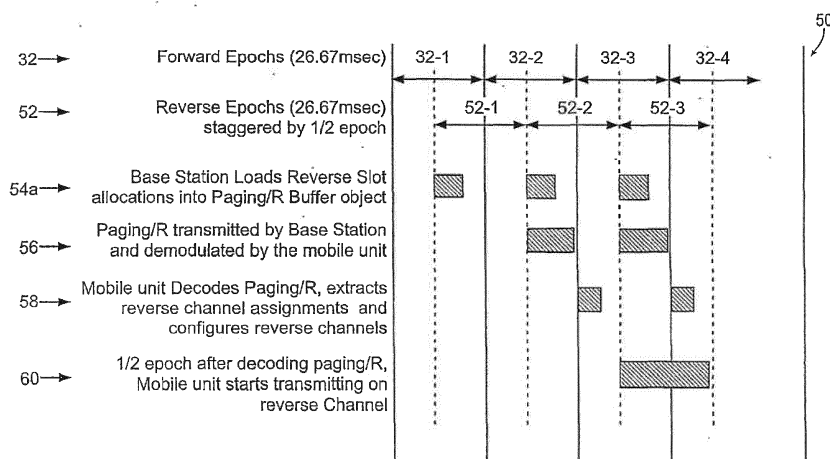 50
32 Forward Epochs (26.67msec) 32-1 32-2 32-3 32-4
52 Reverse Epochs (26.67msec)
staggered by 1/2 epoch
52-1 52-2 52-3
54a Base Station Loads Reverse Slot
allocations into Paging/R Buffer object
56 Paging/R transmitted by Base Station
and demodulated by the mobile unit
58 Mobile unit Decodes Paging/R, extracts
reverse channel assignments and
configures reverse channels
60 1/2 epoch after decoding paging/R,
Mobile unit starts transmitting on
reverse Channel